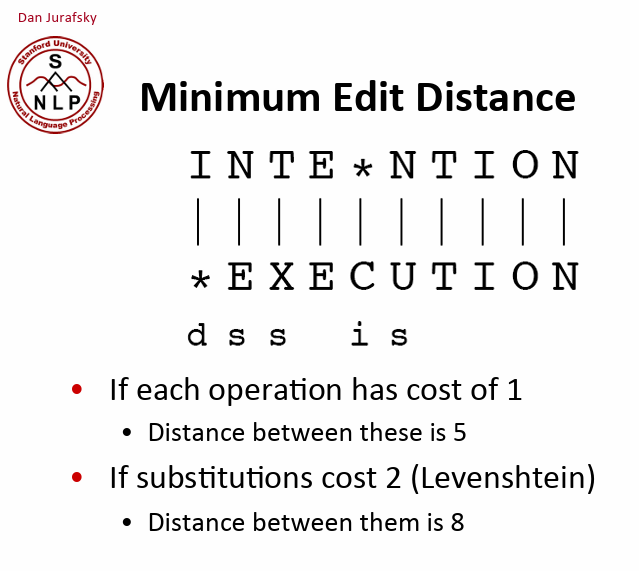 Dan Jurafsky
Stanford University
S
NLP
Natural Language Processing
Minimum Edit Distance
I N T E * N T I O N
| | | | | | | | | |
* E X E C U T I O N
d s s i s
• If each operation has cost of 1
• Distance between these is 5
• If substitutions cost 2 (Levenshtein)
• Distance between them is 8